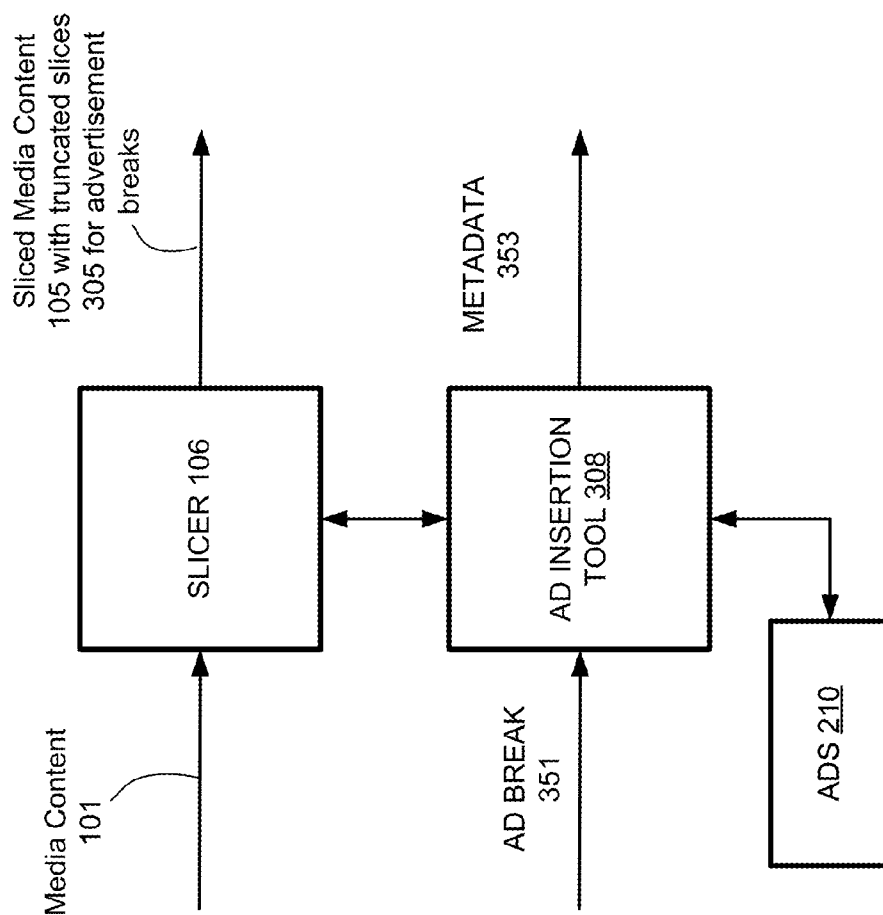 Media Content
101
SLICER 106
Sliced Media Content
105 with truncated slices
305 for advertisement
breaks
AD BREAK
351
AD INSERTION
TOOL 308
METADATA
353
ADS 210